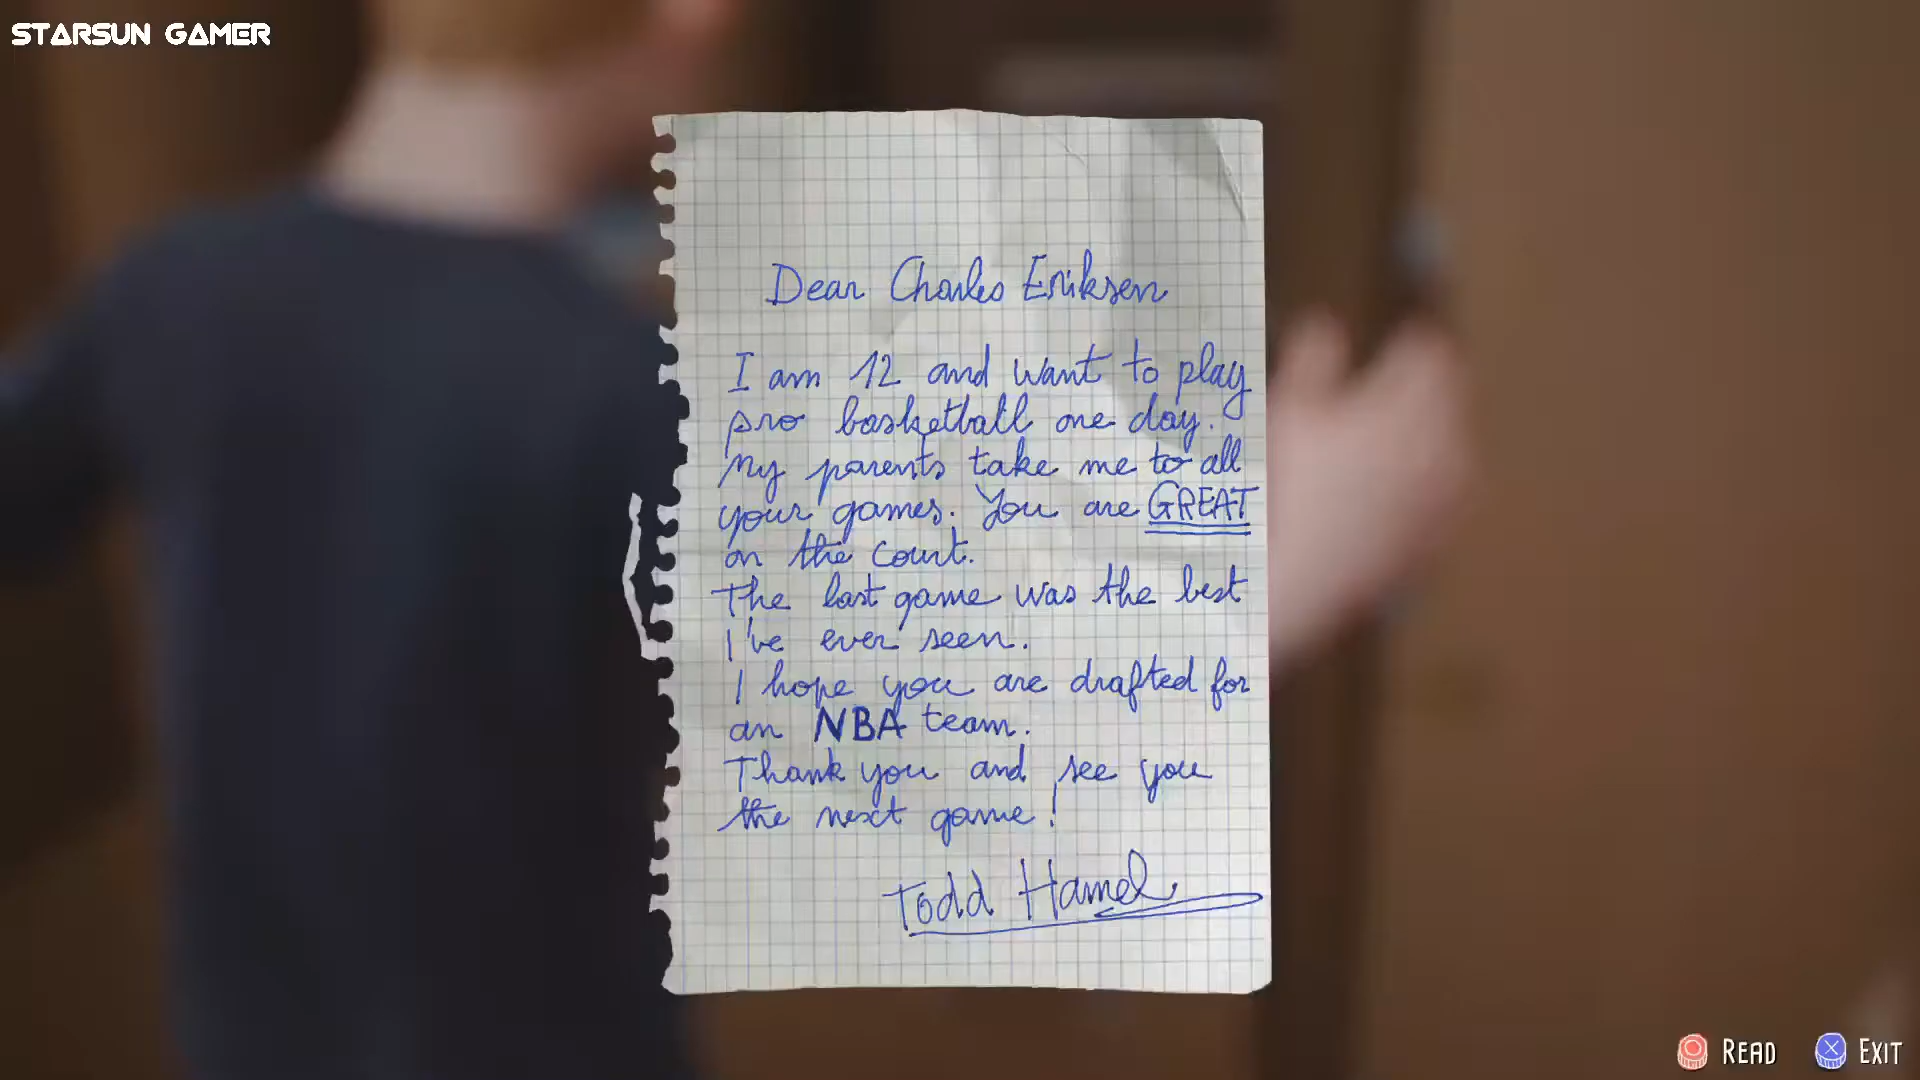 STARSUN GAMER
Dear Charles Eriksen
I am 12 and want to play
pro basketball one day.
My parents take me to all
your games. You are GREAT
on the court.
The last game was the best
I've ever seen.
I hope you are drafted for
an NBA team.
Thank you and see you
the next game!
Todd Hamel
READ EXIT